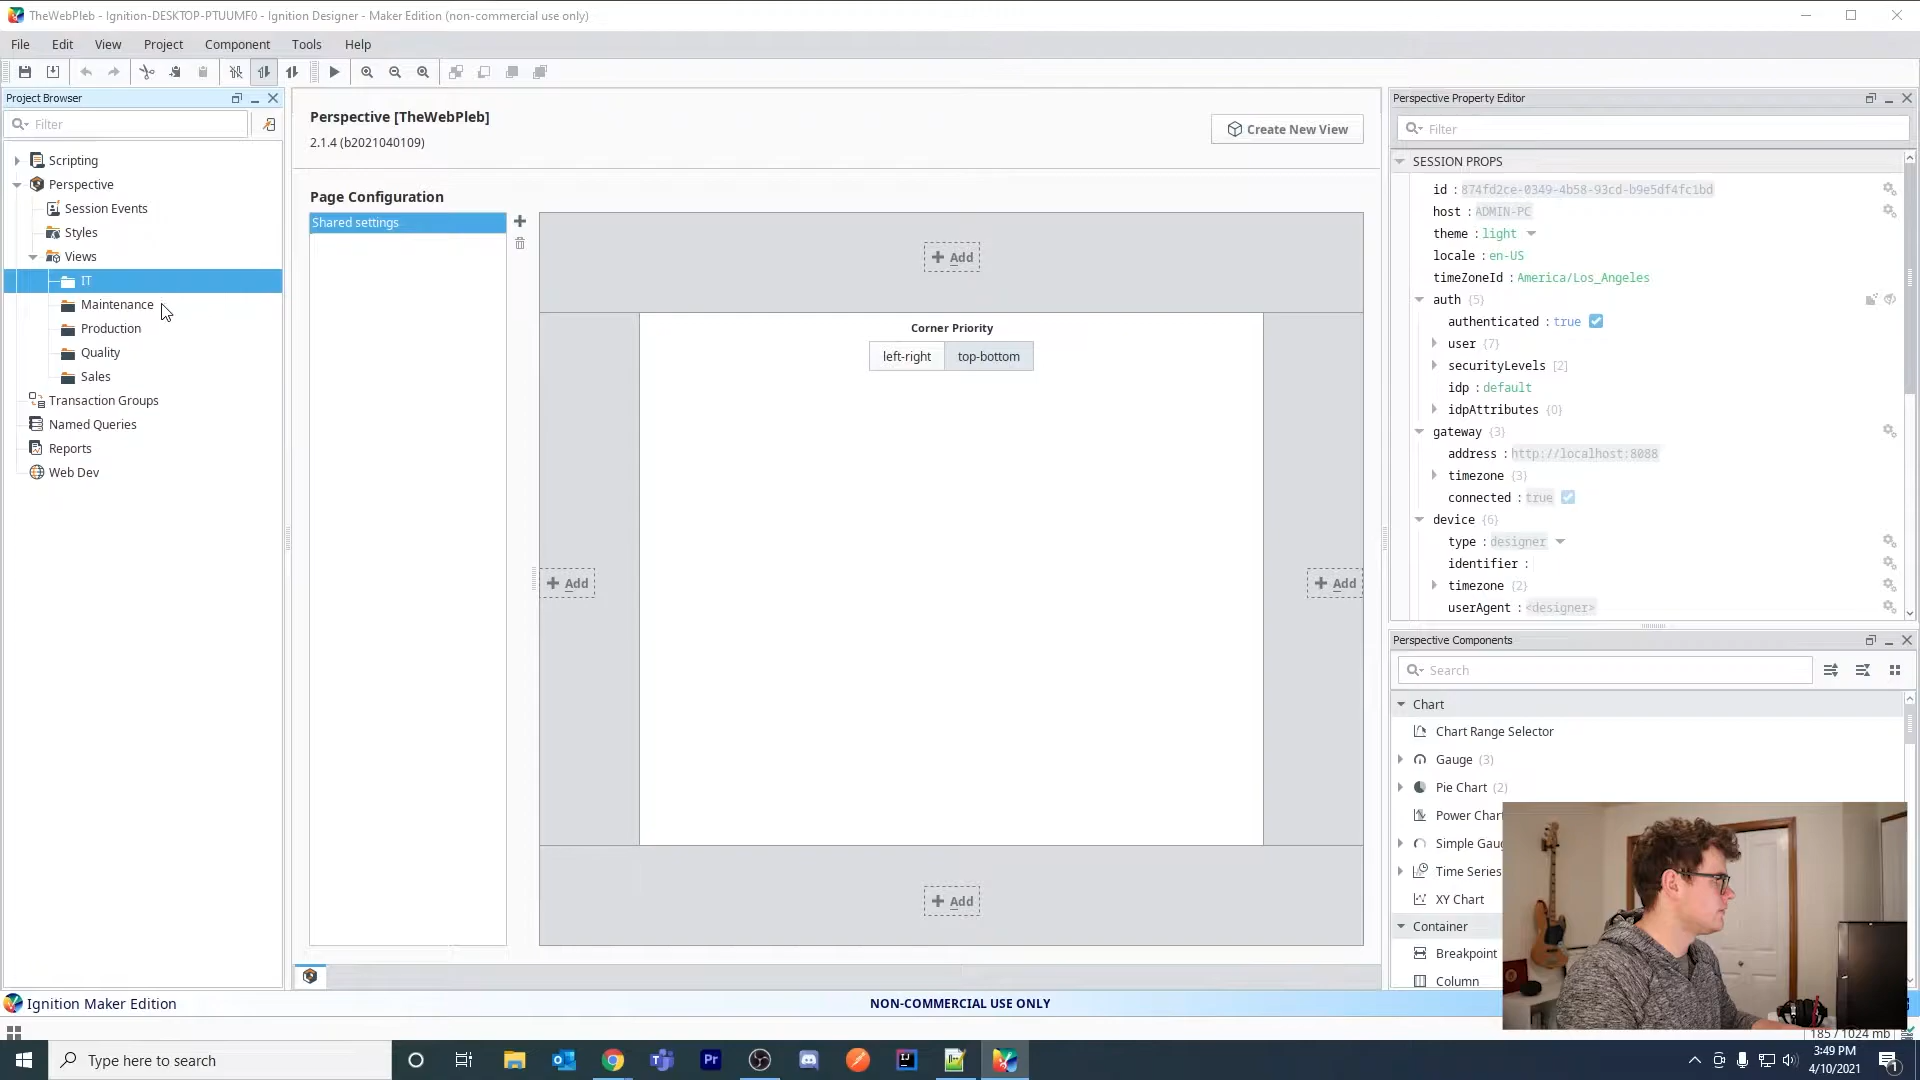 TheWebPleb - Ignition-DESKTOP-PTUUMF0 - Ignition Designer - Maker Edition (non-commercial use only)
File Edit View Project Component Tools Help
Project Browser
Filter
Scripting
Perspective
Session Events
Styles
Views
IT
Maintenance
Production
Quality
Sales
Transaction Groups
Named Queries
Reports
Web Dev
Perspective [TheWebPleb]
2.1.4 (b2021040109)
Create New View
Page Configuration
Shared settings
Add
Corner Priority
left-right top-bottom
Add
Add
Add
Perspective Property Editor
Filter
SESSION PROPS
id : 874fd2ce-0349-4b58-93cd-b9e5df4fc1bd
host : ADMIN-PC
theme : light
locale : en-US
timeZoneId : America/Los_Angeles
auth {5}
authenticated : true
user {7}
securityLevels [2]
idp : default
idpAttributes {0}
gateway {3}
address : http://localhost:8088
timezone {3}
connected : true
device {6}
type : designer
identifier :
timezone {2}
userAgent : <designer>
Perspective Components
Search
Chart
Chart Range Selector
Gauge (3)
Pie Chart (2)
Power Char
Simple Gau
Time Series
XY Chart
Container
Breakpoint
Column
Ignition Maker Edition
NON-COMMERCIAL USE ONLY
185 / 1024 mb
Type here to search
Pr
3:49 PM
4/10/2021
1